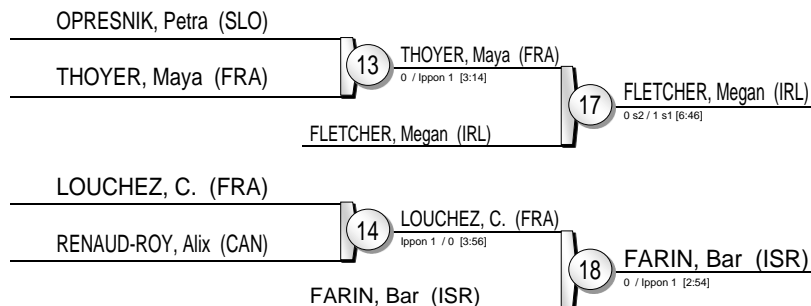 OPRESNIK, Petra (SLO)
THOYER, Maya (FRA)
13
THOYER, Maya (FRA)
0 / Ippon 1 [3:14]
FLETCHER, Megan (IRL)
17
FLETCHER, Megan (IRL)
0 s2 / 1 s1 [6:46]
LOUCHEZ, C. (FRA)
RENAUD-ROY, Alix (CAN)
14
LOUCHEZ, C. (FRA)
Ippon 1 / 0 [3:56]
FARIN, Bar (ISR)
18
FARIN, Bar (ISR)
0 / Ippon 1 [2:54]